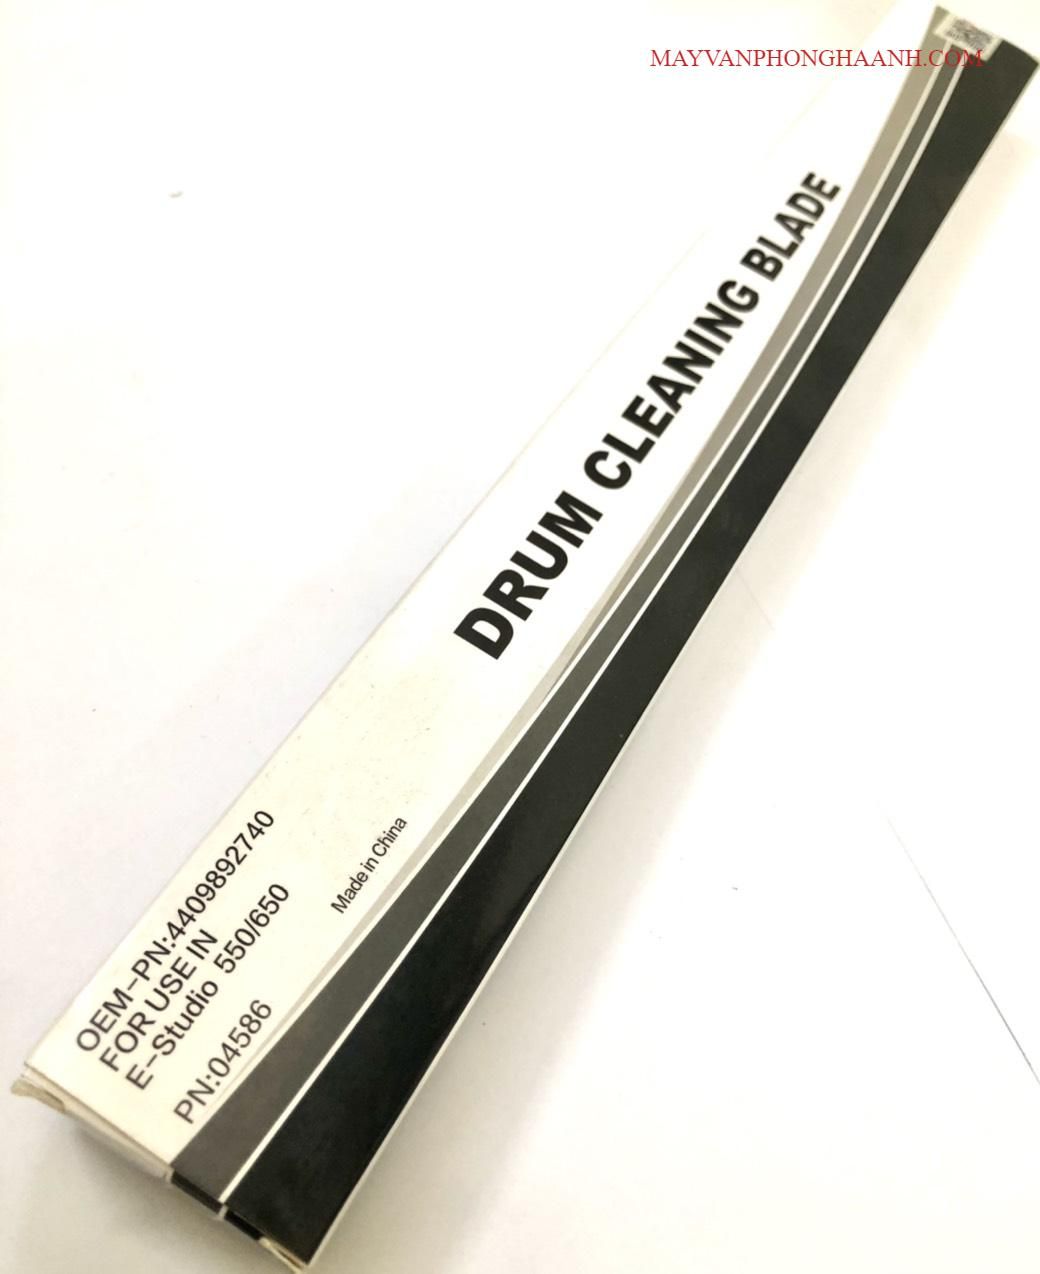 MAYVANPHONGHAANH.COM
DRUM CLEANING BLADE
OEM-PN:4409892740
FOR USE IN
E-Studio 550/650
PN:04586
Made in China